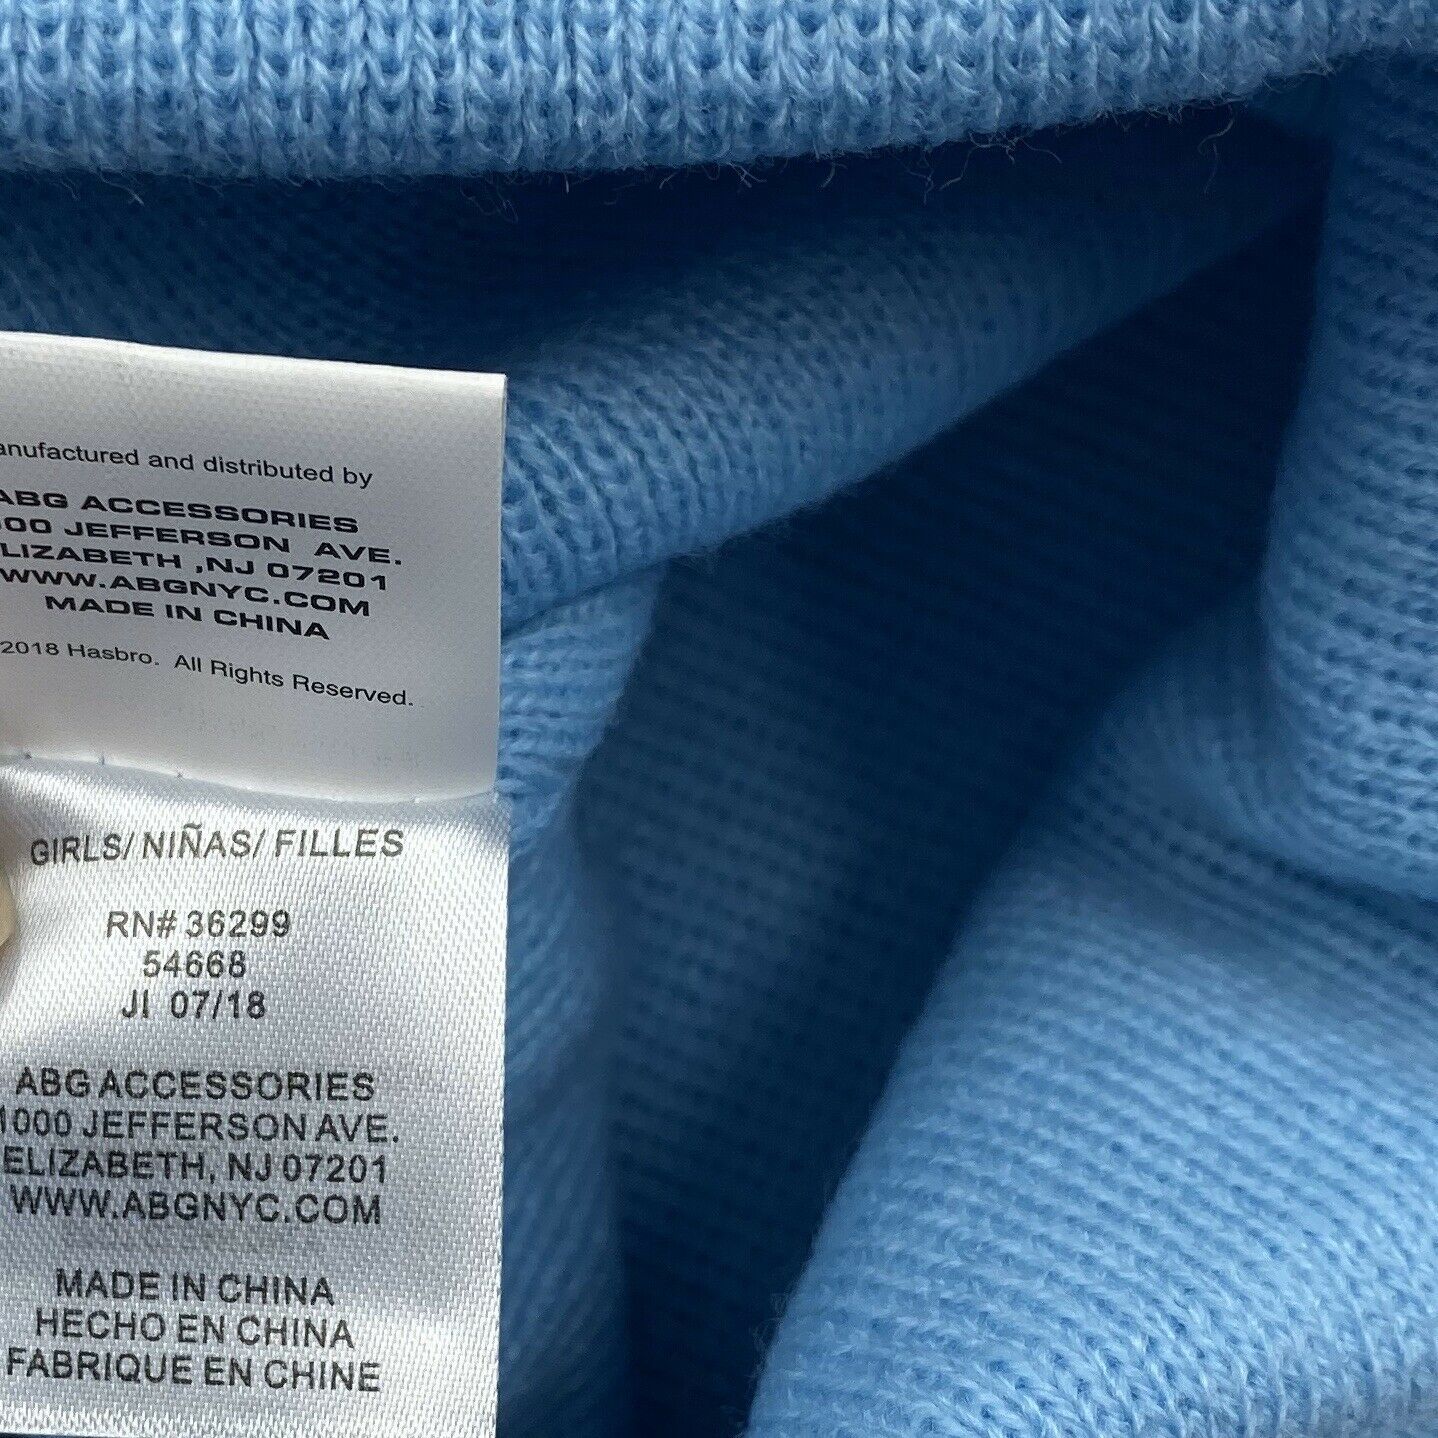 anufactured and distributed by
ABG ACCESSORIES
00 JEFFERSON AVE.
LIZABETH ,NJ 07201
WWW.ABGNYC.COM
MADE IN CHINA
2018 Hasbro. All Rights Reserved.
GIRLS/ NIÑAS/ FILLES
RN# 36299
54668
JI 07/18
ABG ACCESSORIES
1000 JEFFERSON AVE.
ELIZABETH, NJ 07201
WWW.ABGNYC.COM
MADE IN CHINA
HECHO EN CHINA
FABRIQUE EN CHINE